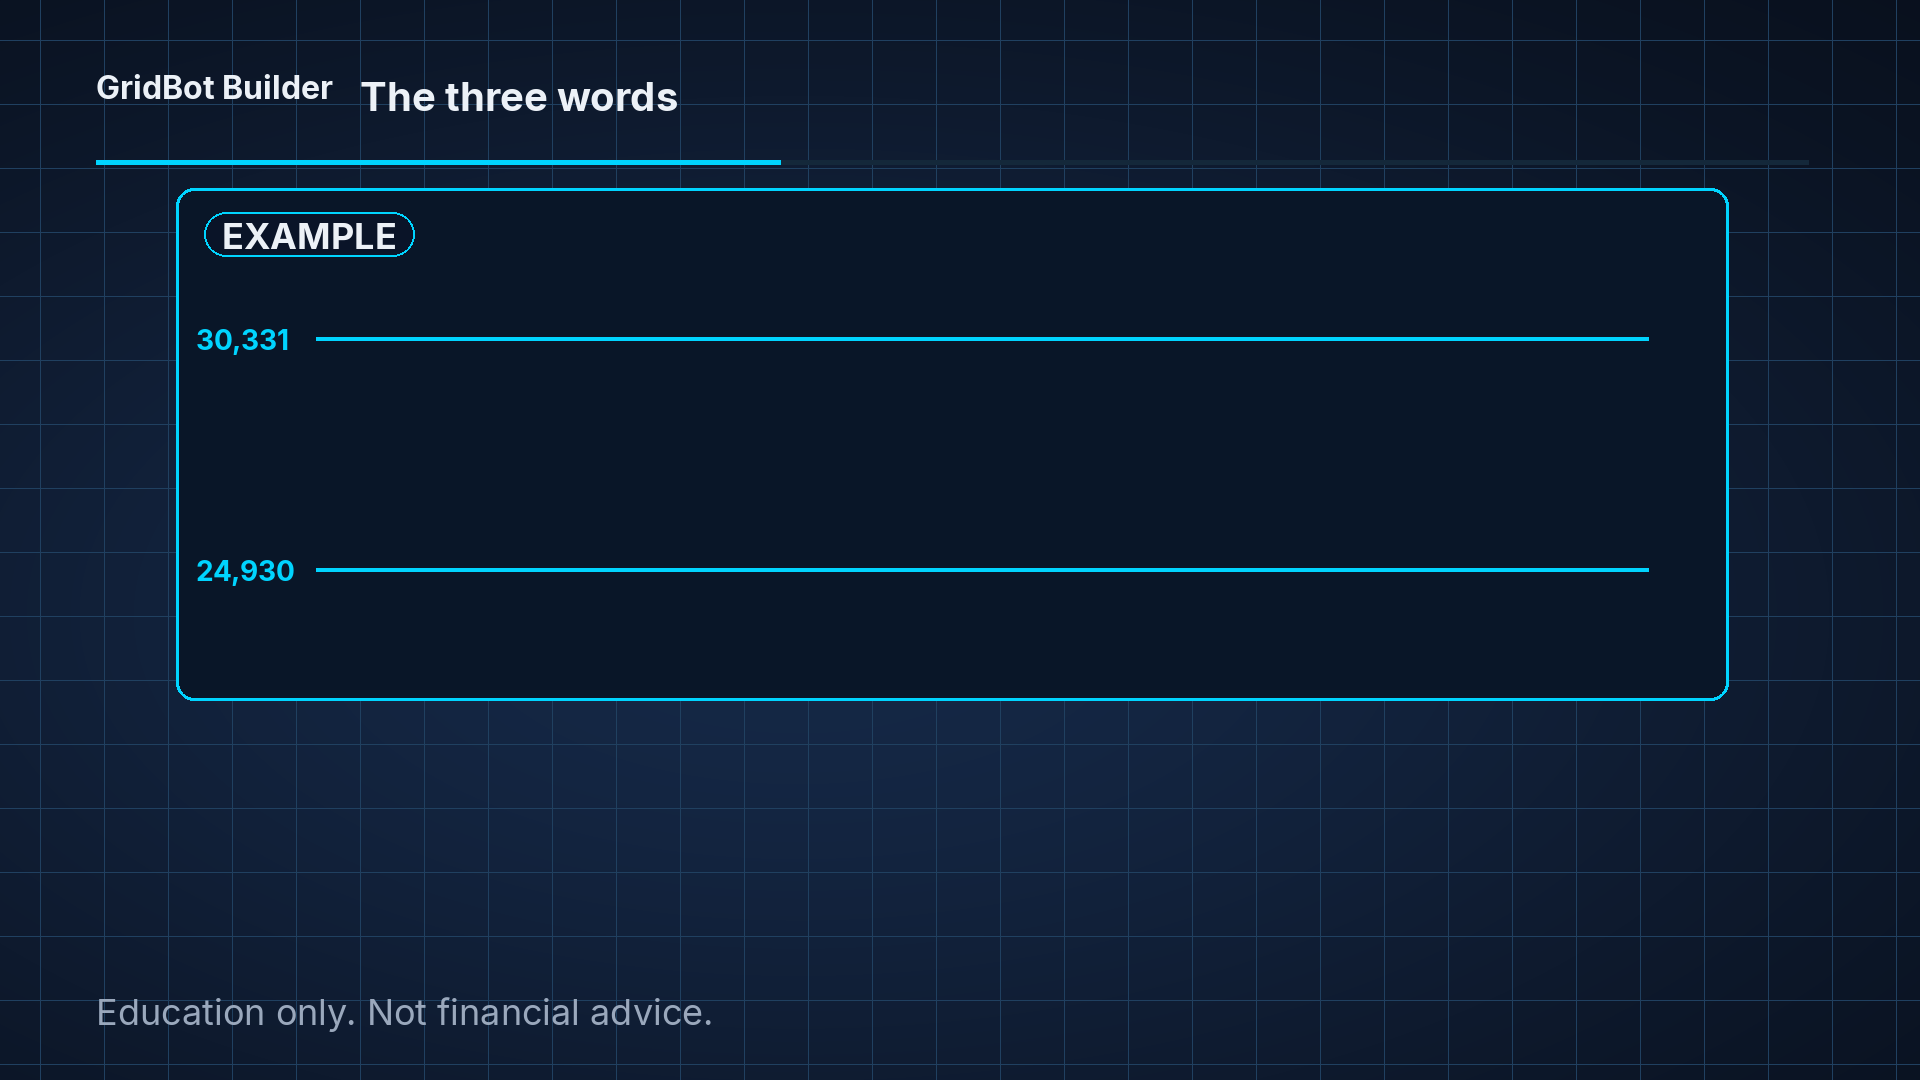 GridBot Builder
The three words
EXAMPLE
30,331
24,930
Education only. Not financial advice.